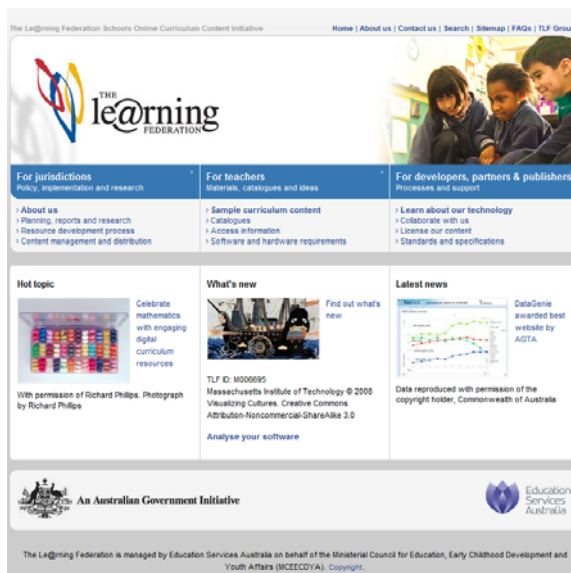 The Le@rning Federation Schools Online Curriculum Content Initiative
Home | About us | Contact us | Search | Sitemap | FAQs | TLF Grou
THE
le@rning
FEDERATION
For jurisdictions
Policy, implementation and research
For teachers
Materials, catalogues and ideas
For developers, partners & publishers
Processes and support
› About us
› Planning, reports and research
› Resource development process
› Content management and distribution
› Sample curriculum content
› Catalogues
› Access information
› Software and hardware requirements
› Learn about our technology
› Collaborate with us
› License our content
› Standards and specifications
Hot topic
Celebrate
mathematics
with engaging
digital
curriculum
resources
With permission of Richard Phillips. Photograph
by Richard Phillips
What's new
Find out what's
new
TLF ID: M006695
Massachusetts Institute of Technology © 2008
Visualizing Cultures. Creative Commons
Attribution-Noncommercial-ShareAlike 3.0
Analyse your software
Latest news
DataGenie
awarded best
website by
AGTA
Data reproduced with permission of the
copyright holder, Commonwealth of Australia
An Australian Government Initiative
Education
Services
Australia
The Le@rning Federation is managed by Education Services Australia on behalf of the Ministerial Council for Education, Early Childhood Development and
Youth Affairs (MCEECDYA). Copyright.